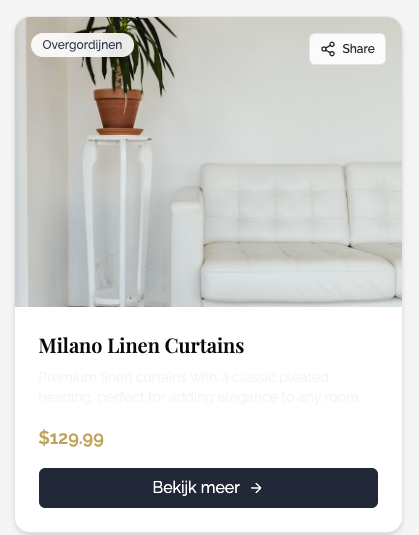 Overgordijnen
Share
Milano Linen Curtains
Premium linen curtains with a classic pleated
heading, perfect for adding elegance to any room.
$129.99
Bekijk meer →